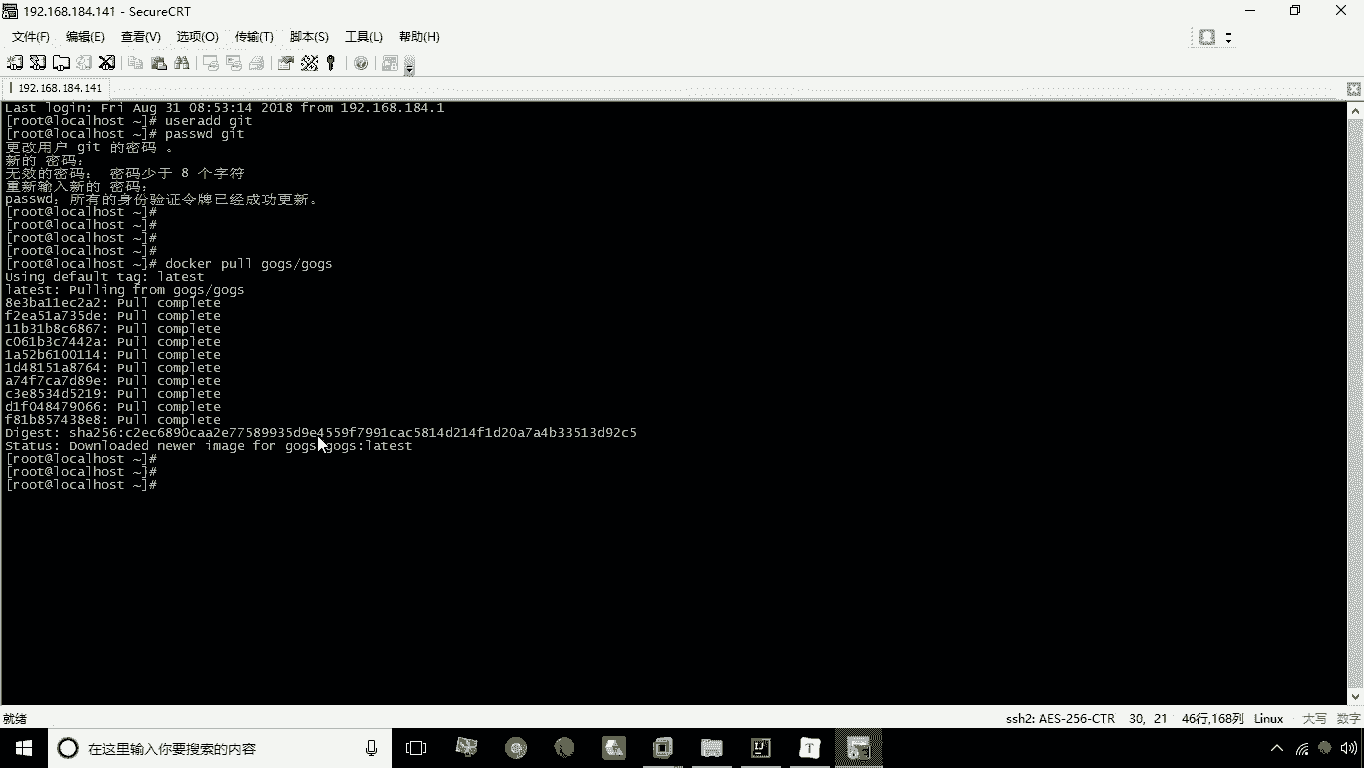 192.168.184.141 - SecureCRT
文件(F) 编辑(E) 查看(V) 选项(O) 传输(T) 脚本(S) 工具(L) 帮助(H)
192.168.184.141
Last login: Fri Aug 31 08:53:14 2018 from 192.168.184.1
[root@localhost ~]# useradd git
[root@localhost ~]# passwd git
更改用户 git 的密码 。
新的 密码：
无效的密码： 密码少于 8 个字符
重新输入新的 密码：
passwd：所有的身份验证令牌已经成功更新。
[root@localhost ~]#
[root@localhost ~]#
[root@localhost ~]#
[root@localhost ~]#
[root@localhost ~]# docker pull gogs/gogs
Using default tag: latest
latest: Pulling from gogs/gogs
8e3ba11ec2a2: Pull complete
f2ea51a735de: Pull complete
11b31b8c6867: Pull complete
c061b3c7442a: Pull complete
1a52b6100114: Pull complete
1d48151a8764: Pull complete
a74f7ca7d89e: Pull complete
c3e8534d5219: Pull complete
d1f048479066: Pull complete
f81b857438e8: Pull complete
Digest: sha256:c2ec6890caa2e77589935d9e4559f7991cac5814d214f1d20a7a4b33513d92c5
Status: Downloaded newer image for gogs/gogs:latest
[root@localhost ~]#
[root@localhost ~]#
[root@localhost ~]#
就绪 ssh2: AES-256-CTR 30, 21 46行,168列 Linux 大写 数字
在这里输入你要搜索的内容